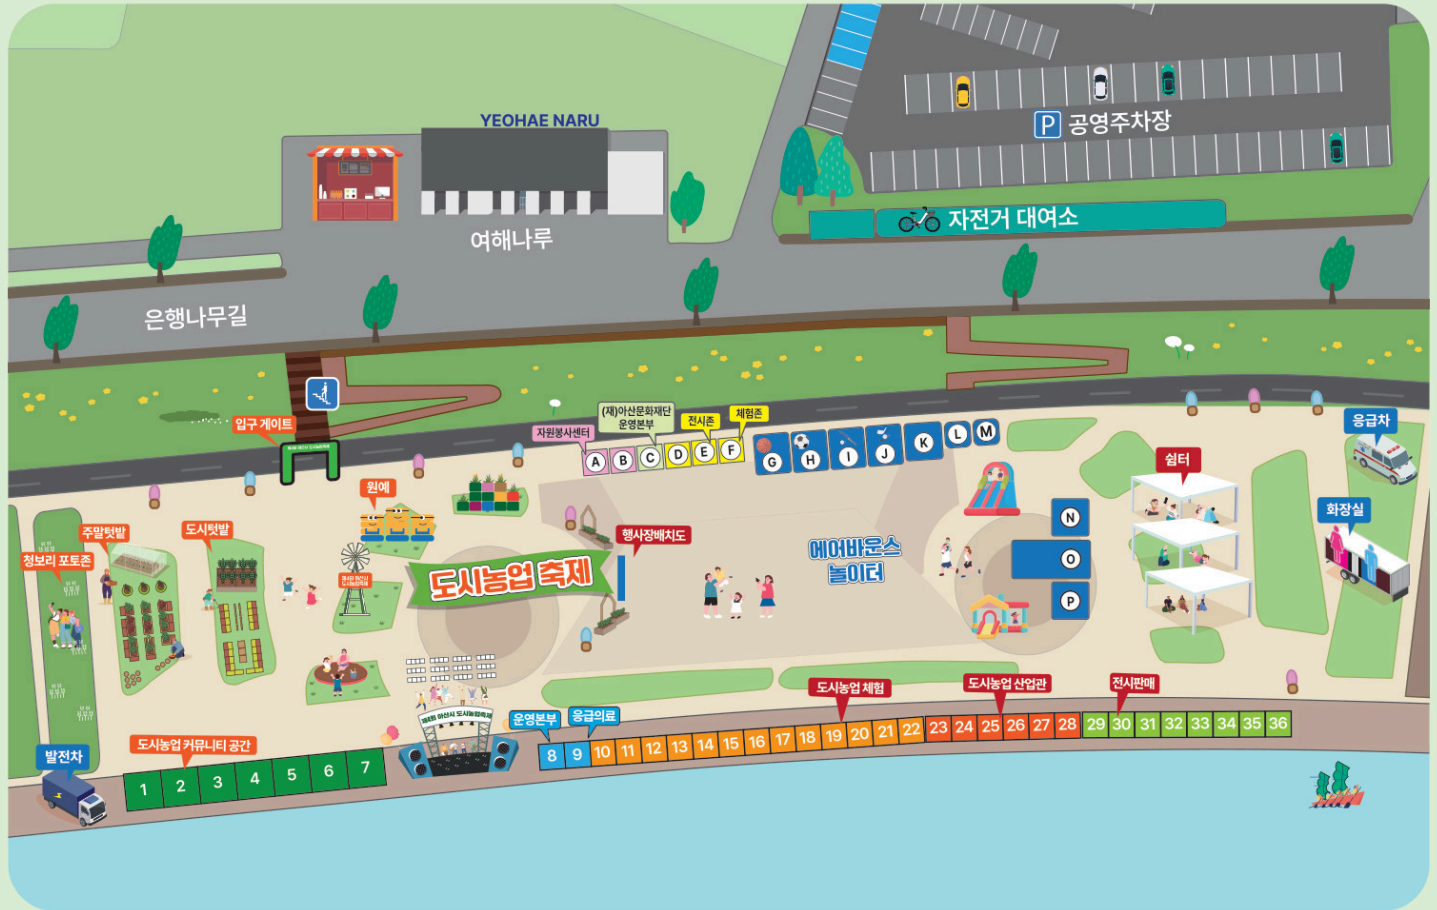 YEOHAE NARU
여해나루
P 공영주차장
자전거 대여소
은행나무길
입구 게이트
자원봉사센터
(재)아산문화재단
운영본부
전시존
체험존
A B C D E F G H I J K L M
응급차
쉼터
화장실
원예
주말텃밭
도시텃밭
청보리 포토존
행사장배치도
도시농업 축제
에어바운스
놀이터
N
O
P
도시농업 체험
도시농업 산업관
전시판매
운영본부
응급의료
발전차
도시농업 커뮤니티 공간
1 2 3 4 5 6 7
8 9 10 11 12 13 14 15 16 17 18 19 20 21 22 23 24 25 26 27 28 29 30 31 32 33 34 35 36